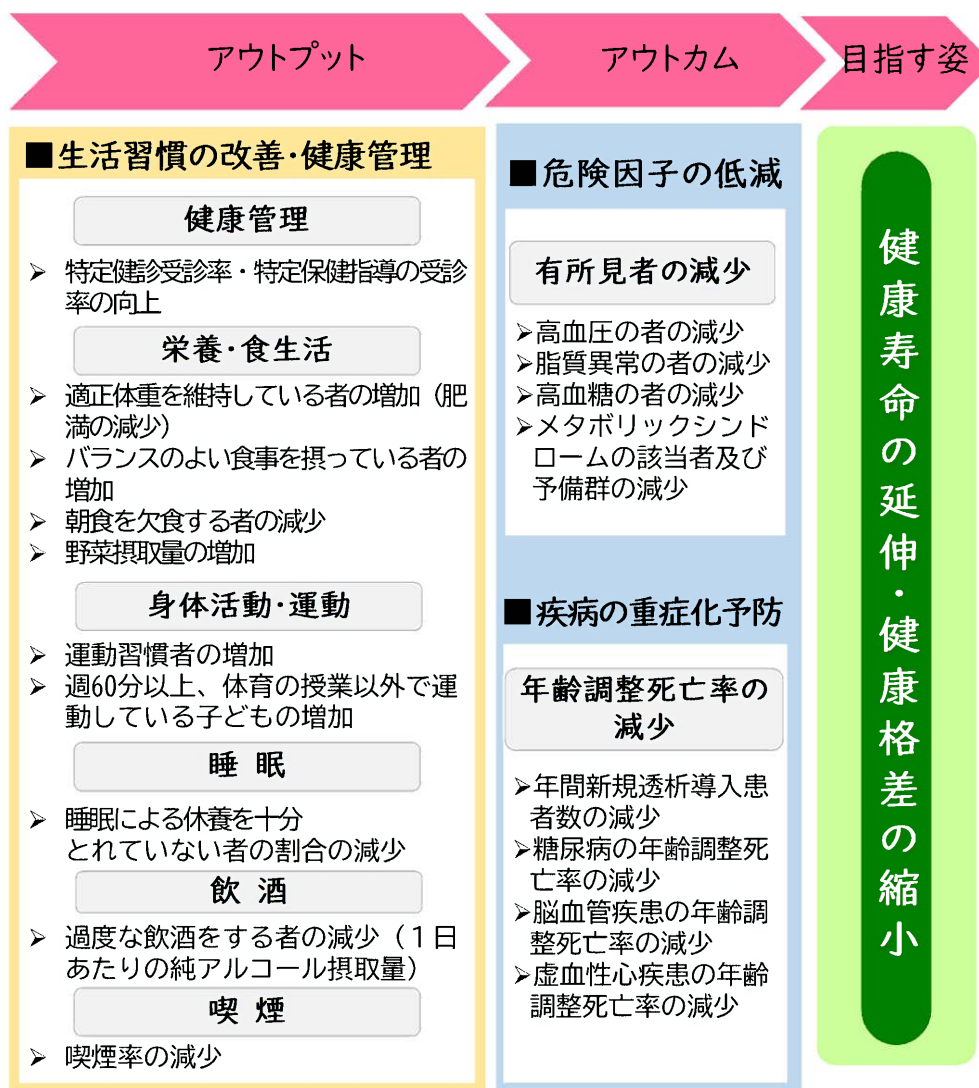 アウトプット
アウトカム
目指す姿
■生活習慣の改善･健康管理
健康管理
➢ 特定健診受診率・特定保健指導の受診
率の向上
栄養･食生活
➢ 適正体重を維持している者の増加（肥
満の減少）
➢ バランスのよい食事を摂っている者の
増加
➢ 朝食を欠食する者の減少
➢ 野菜摂取量の増加
身体活動･運動
➢ 運動習慣者の増加
➢ 週60分以上、体育の授業以外で運
動している子どもの増加
睡 眠
➢ 睡眠による休養を十分
とれていない者の割合の減少
飲 酒
➢ 過度な飲酒をする者の減少（１日
あたりの純アルコール摂取量）
喫 煙
➢ 喫煙率の減少
■危険因子の低減
有所見者の減少
➢高血圧の者の減少
➢脂質異常の者の減少
➢高血糖の者の減少
➢メタボリックシンド
ロームの該当者及び
予備群の減少
■疾病の重症化予防
年齢調整死亡率の
減少
➢年間新規透析導入患
者数の減少
➢糖尿病の年齢調整死
亡率の減少
➢脳血管疾患の年齢調
整死亡率の減少
➢虚血性心疾患の年齢
調整死亡率の減少
健康寿命の延伸・健康格差の縮小